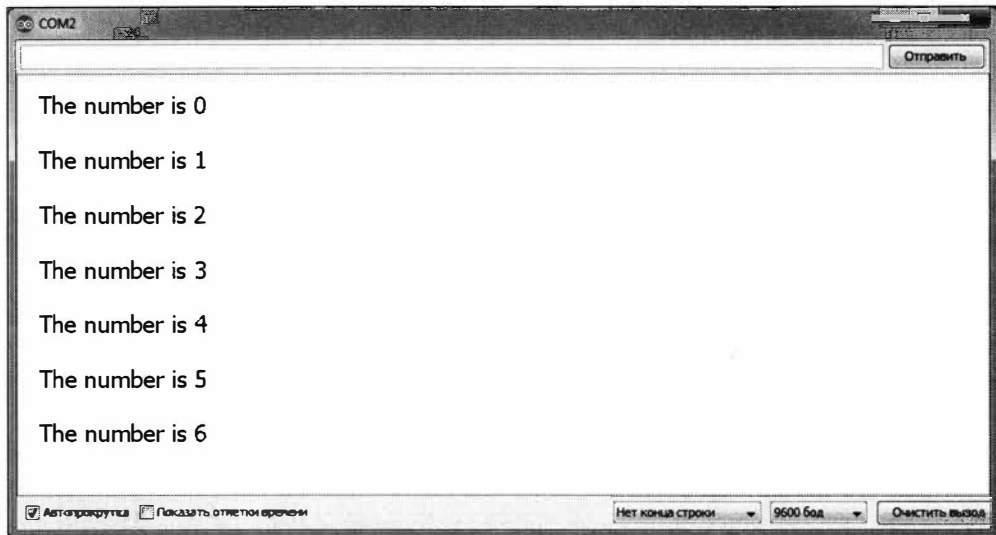 COM2
Отправить
The number is 0
The number is 1
The number is 2
The number is 3
The number is 4
The number is 5
The number is 6
Автопрокрутка Показать отметки времени
Нет конца строки 9600 бод Очистить вывод